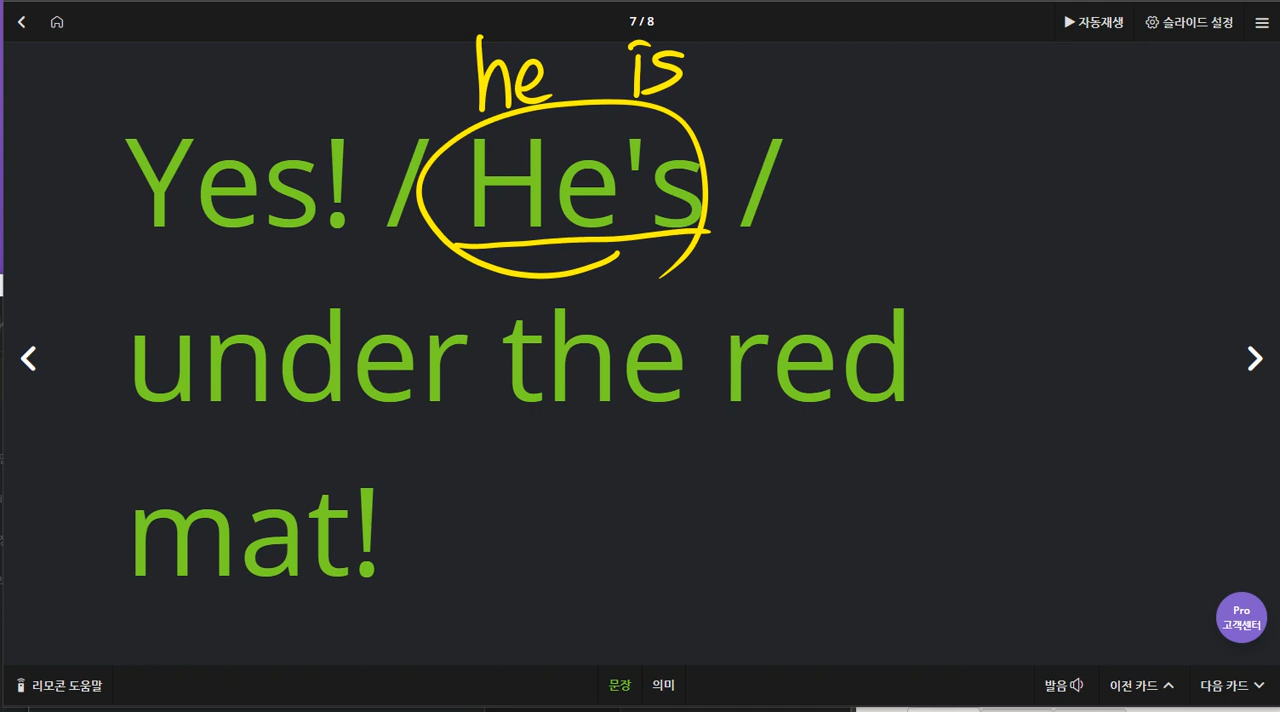 7 / 8
▶ 자동재생
슬라이드 설정
he is
Yes! / He's /
under the red
mat!
Pro
고객센터
리모콘 도움말
문장
의미
발음
이전 카드
다음 카드